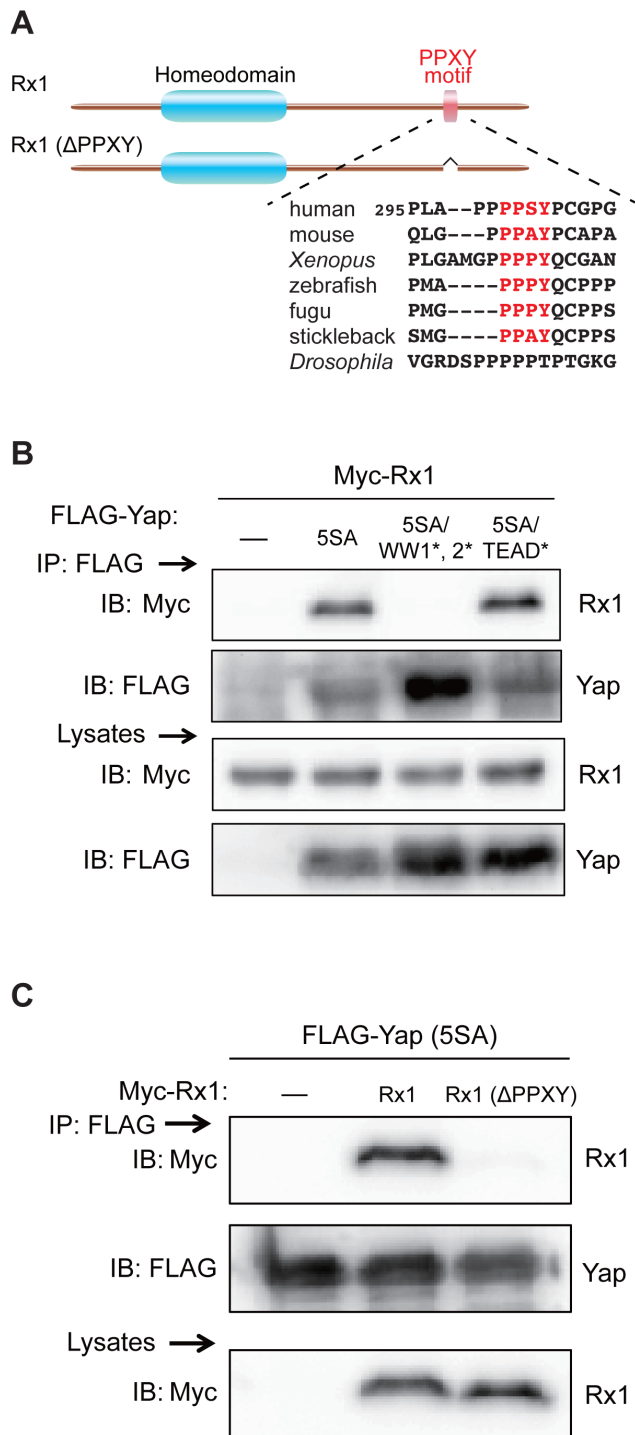 A
Homeodomain
PPXY
motif
Rx1
Rx1 (ΔPPXY)
human 295PLA--PPPPSYPCGPG
mouse QLG----PPAYPCAPA
Xenopus PLGAMGPPPPYQCGAN
zebrafish PMA----PPPYQCPPP
fugu PMG----PPPYQCPPS
stickleback SMG----PPAYQCPPS
Drosophila VGRDSPPPPPTPTGKG
B
Myc-Rx1
FLAG-Yap: — 5SA 5SA/ WW1*, 2* 5SA/ TEAD*
IP: FLAG →
IB: Myc Rx1
IB: FLAG Yap
Lysates →
IB: Myc Rx1
IB: FLAG Yap
C
FLAG-Yap (5SA)
Myc-Rx1: — Rx1 Rx1 (ΔPPXY)
IP: FLAG →
IB: Myc Rx1
IB: FLAG Yap
Lysates →
IB: Myc Rx1